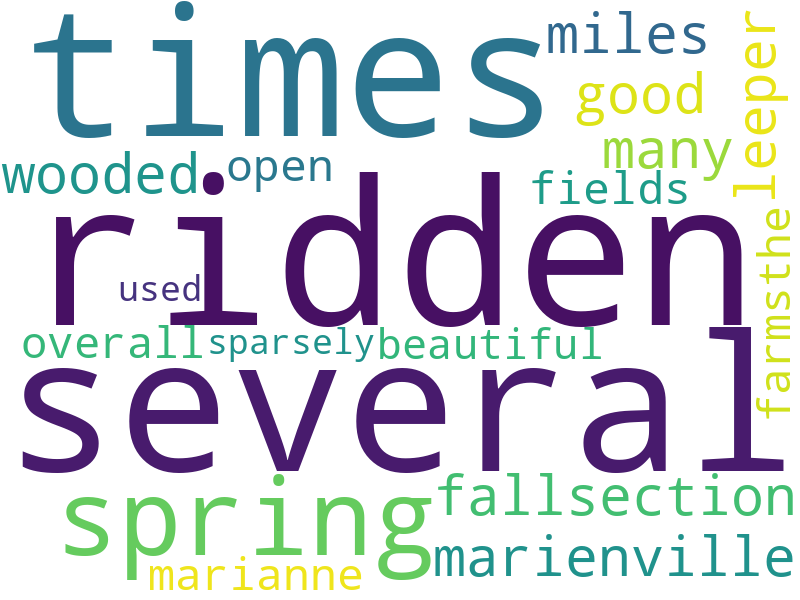 times
miles
good
leeper
many
wooded
open
fields
ridden
used
farmsthe
overall
sparsely
beautiful
several
spring
fallsection
marienville
marianne